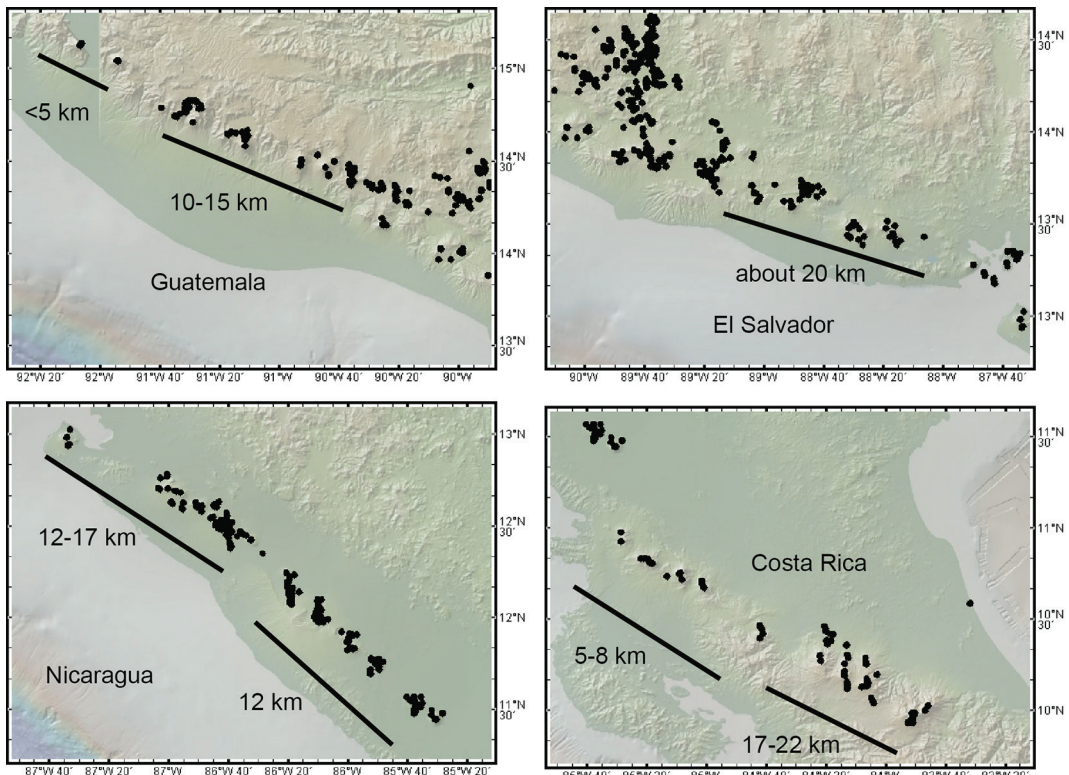 15°N
<5 km
14°N
30´
10-15 km
14°N
Guatemala
13°N
30´
92°W 20´ 92°W 91°W 40´ 91°W 20´ 91°W 90°W 40´ 90°W 20´ 90°W
14°N
30´
14°N
13°N
30´
about 20 km
El Salvador
13°N
90°W 89°W 40´ 89°W 20´ 89°W 88°W 40´ 88°W 20´ 88°W 87°W 40´
13°N
12°N
30´
12-17 km
12°N
Nicaragua
12 km
11°N
30´
87°W 40´ 87°W 20´ 87°W 86°W 40´ 86°W 20´ 86°W 85°W 40´ 85°W 20´
11°N
30´
11°N
Costa Rica
10°N
30´
5-8 km
10°N
17-22 km